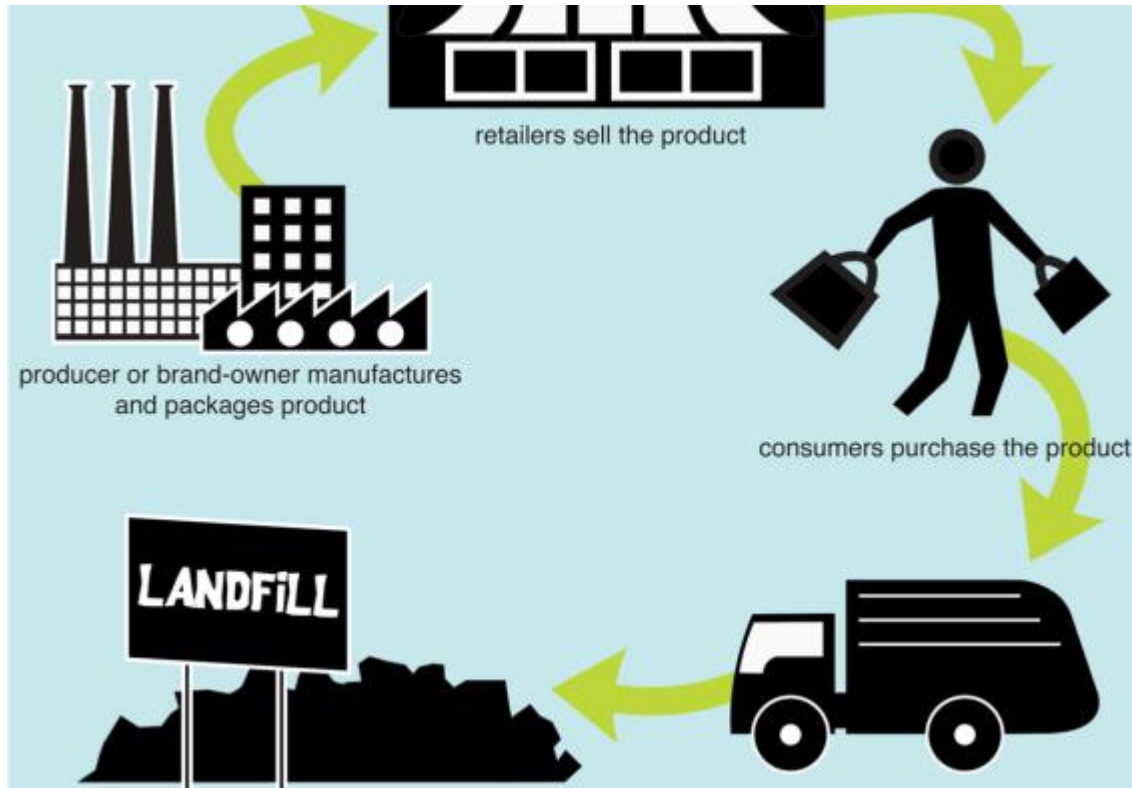 retailers sell the product
producer or brand-owner manufactures
and packages product
consumers purchase the product
LANDFiLL